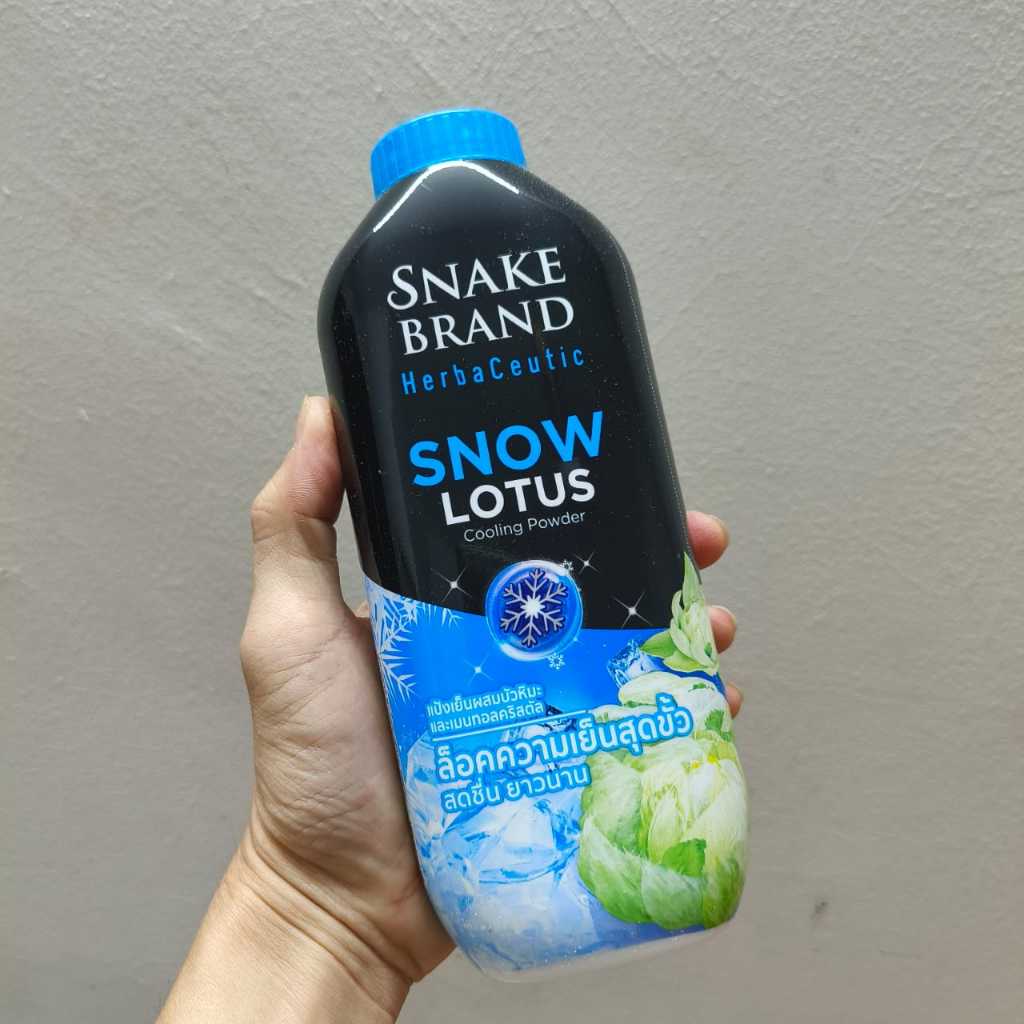 SNAKE
BRAND
HerbaCeutic
SNOW
LOTUS
Cooling Powder
แป้งเย็นผสมบัวหิมะ
และเมนทอลคริสตัล
ล็อคความเย็นสุดขั้ว
สดชื่น ยาวนาน